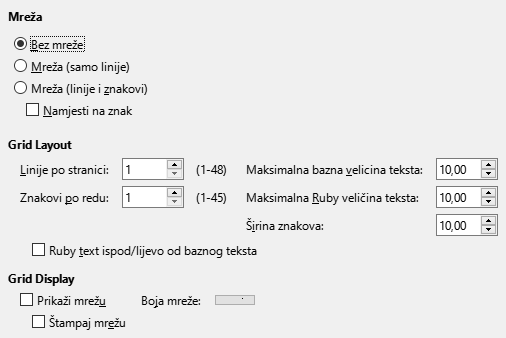 Mreža
Bez mreže
Mreža (samo linije)
Mreža (linije i znakovi)
Namjesti na znak
Grid Layout
Linije po stranici: 1 (1-48) Maksimalna bazna velicina teksta: 10,00
Znakovi po redu: 1 (1-45) Maksimalna Ruby veličina teksta: 10,00
Širina znakova: 10,00
Ruby text ispod/lijevo od baznog teksta
Grid Display
Prikaži mrežu Boja mreže:
Štampaj mrežu